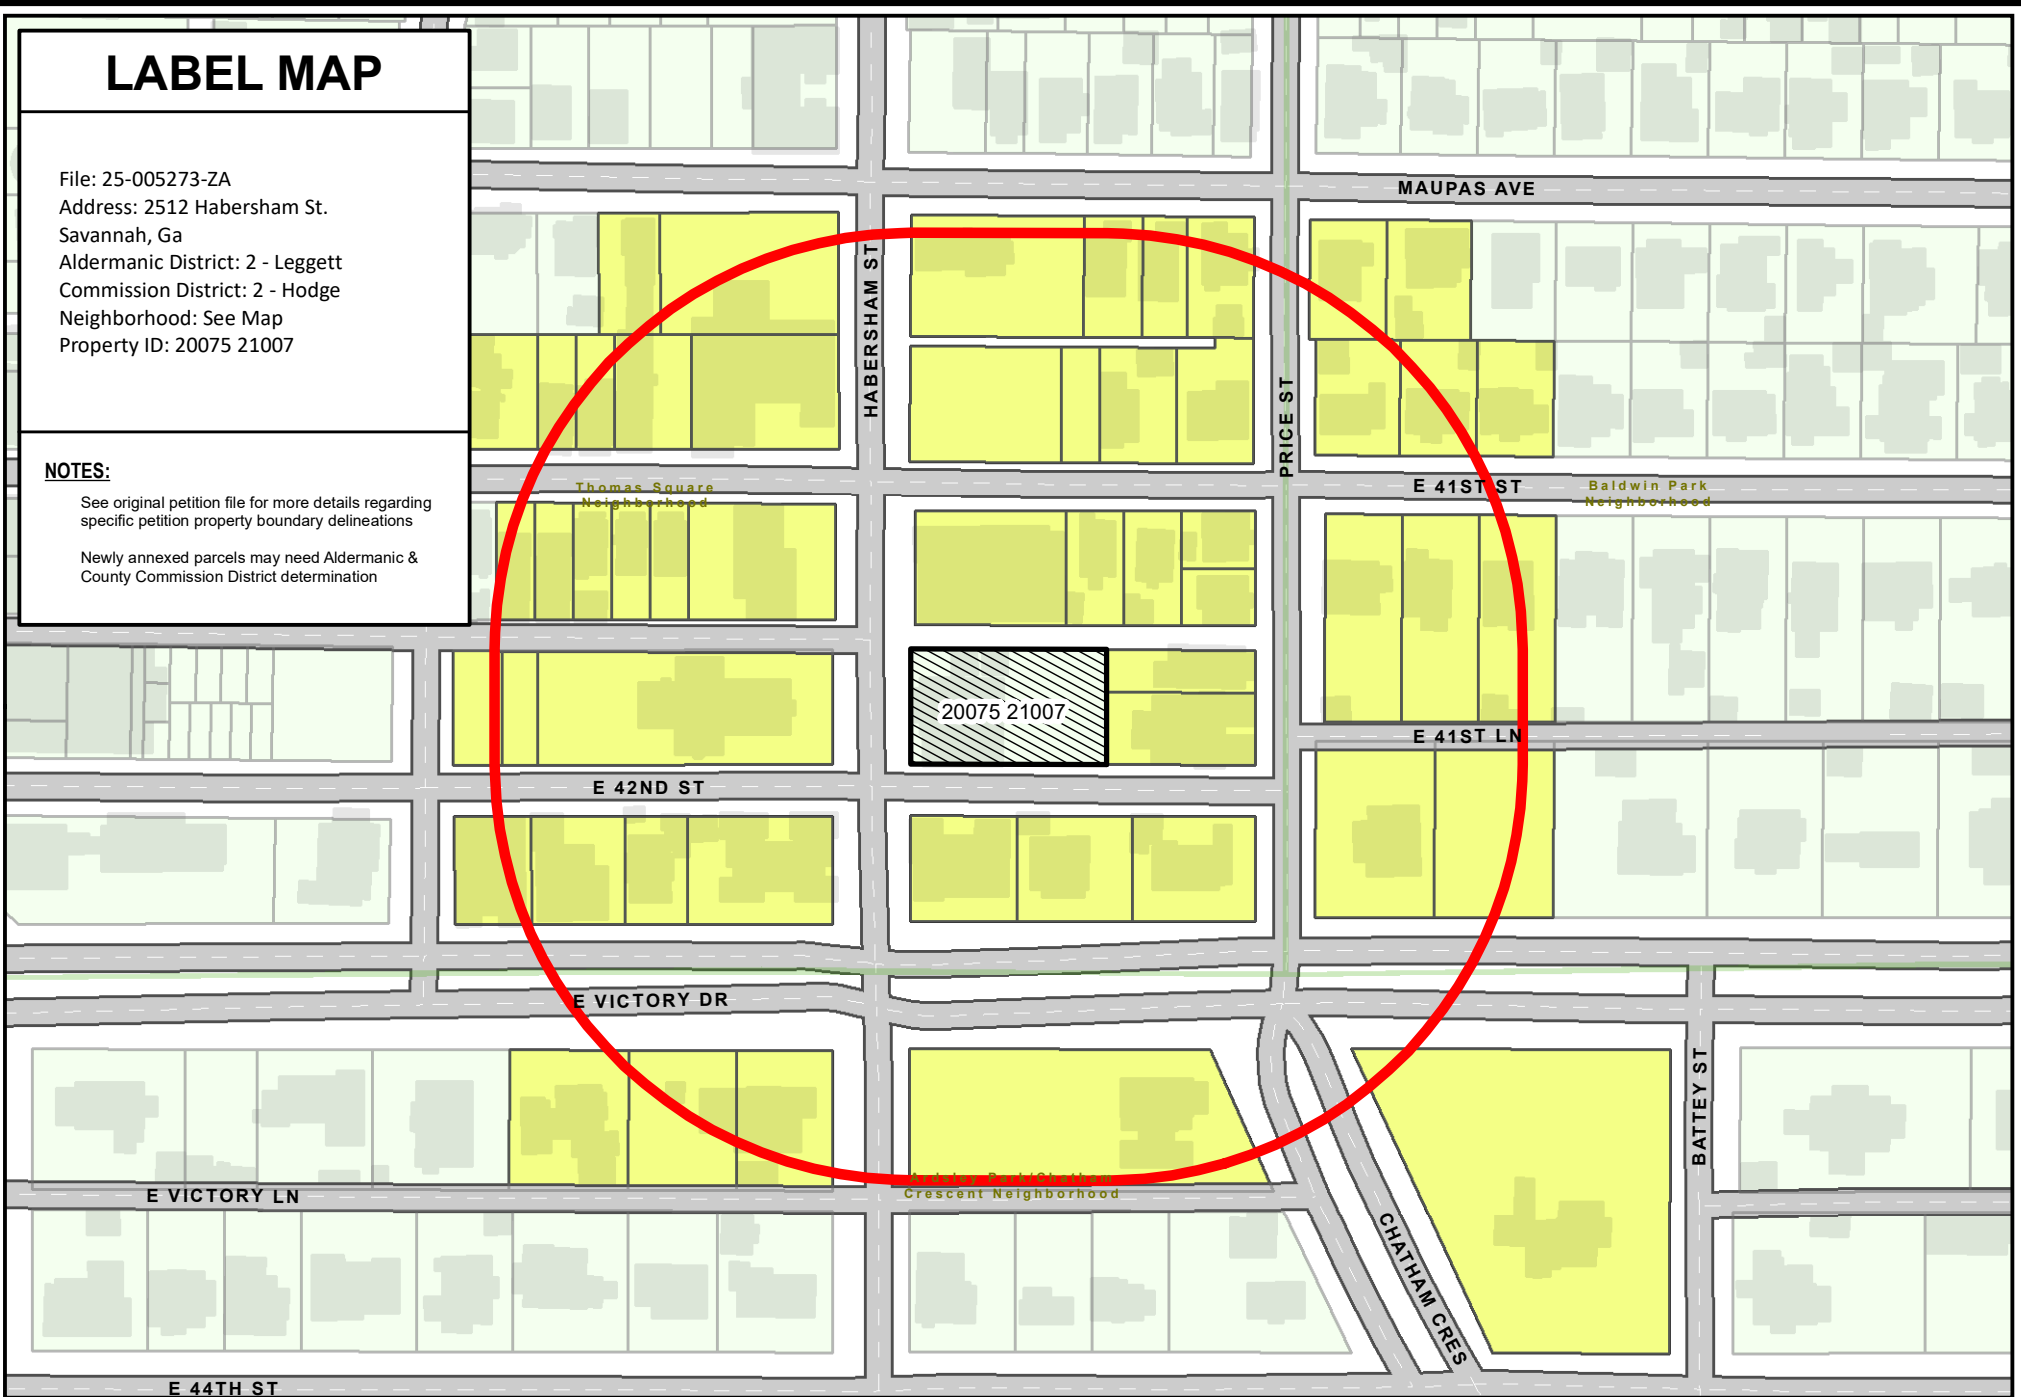 LABEL MAP
File: 25-005273-ZA
Address: 2512 Habersham St.
Savannah, Ga
Aldermanic District: 2 - Leggett
Commission District: 2 - Hodge
Neighborhood: See Map
Property ID: 20075 21007
NOTES:
See original petition file for more details regarding
specific petition property boundary delineations
Newly annexed parcels may need Aldermanic &
County Commission District determination
MAUPAS AVE
HABERSHAM ST
PRICE ST
Thomas Square
Neighborhood
E 41ST ST
Baldwin Park
Neighborhood
20075 21007
E 41ST LN
E 42ND ST
E VICTORY DR
BATTEY ST
Ardsley Park/Chatham
Crescent Neighborhood
E VICTORY LN
CHATHAM CRES
E 44TH ST